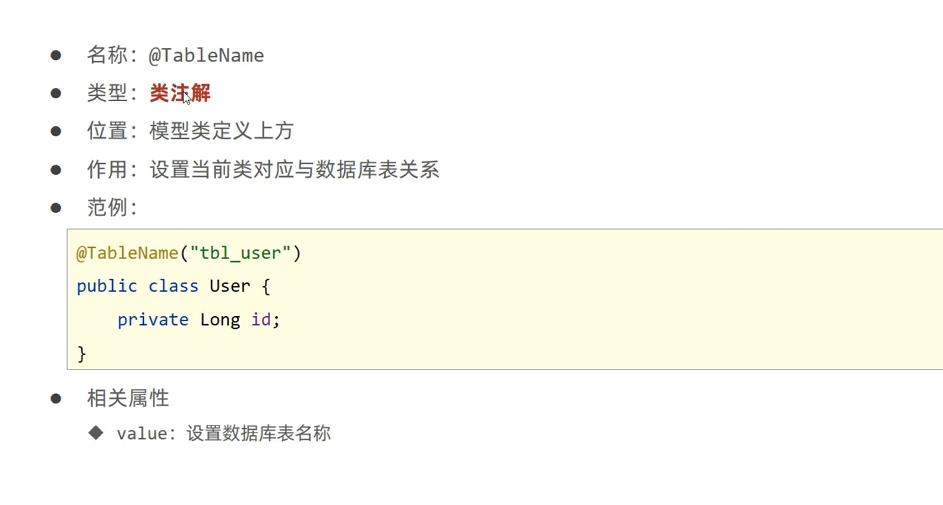 名称：@TableName
类型：类注解
位置：模型类定义上方
作用：设置当前类对应与数据库表关系
范例：
@TableName("tbl_user")
public class User {
    private Long id;
}
相关属性
value：设置数据库表名称